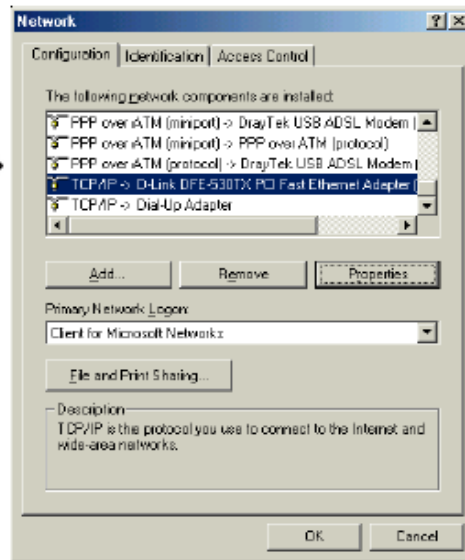 Network
Configuration Identification Access Control
The following network components are installed:
PPP over ATM (miniport) -> DrayTek USB ADSL Modem (
PPP over ATM (miniport) -> PPP over ATM (protocol)
PPP over ATM (protocol) -> DrayTek USB ADSL Modem (
TCP/IP -> D-Link DFE-530TX PCI Fast Ethernet Adapter (
TCP/IP -> Dial-Up Adapter
Add... Remove Properties
Primary Network Logon:
Client for Microsoft Networks
File and Print Sharing...
Description
TCP/IP is the protocol you use to connect to the Internet and
wide-area networks.
OK Cancel